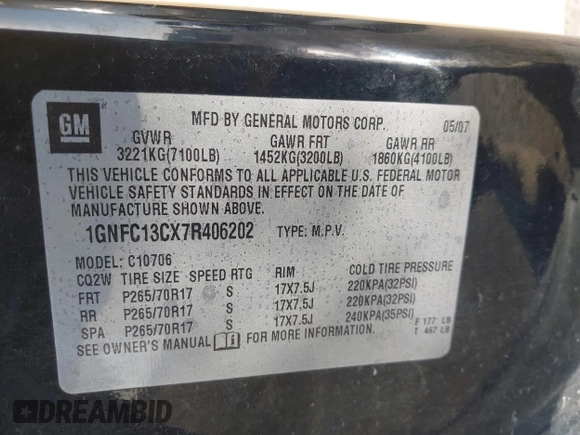 GM
MFD BY GENERAL MOTORS CORP. 05/07
GVWR GAWR FRT GAWR RR
3221KG(7100LB) 1452KG(3200LB) 1860KG(4100LB)
THIS VEHICLE CONFORMS TO ALL APPLICABLE U.S. FEDERAL MOTOR
VEHICLE SAFETY STANDARDS IN EFFECT ON THE DATE OF
MANUFACTURE SHOWN ABOVE.
1GNFC13CX7R406202 TYPE: M.P.V.
MODEL: C10706
CQ2W TIRE SIZE SPEED RTG RIM COLD TIRE PRESSURE
FRT P265/70R17 S 17X7.5J 220KPA(32PSI)
RR P265/70R17 S 17X7.5J 220KPA(32PSI)
SPA P265/70R17 S 17X7.5J 240KPA(35PSI)
SEE OWNER'S MANUAL FOR MORE INFORMATION.
F 177 LB
T 467 LB
DREAMBID